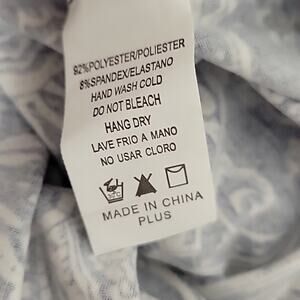 92%POLYESTER/POLIESTER
8%SPANDEX/ELASTANO
HAND WASH COLD
DO NOT BLEACH
HANG DRY
LAVE FRIO A MANO
NO USAR CLORO
MADE IN CHINA
PLUS